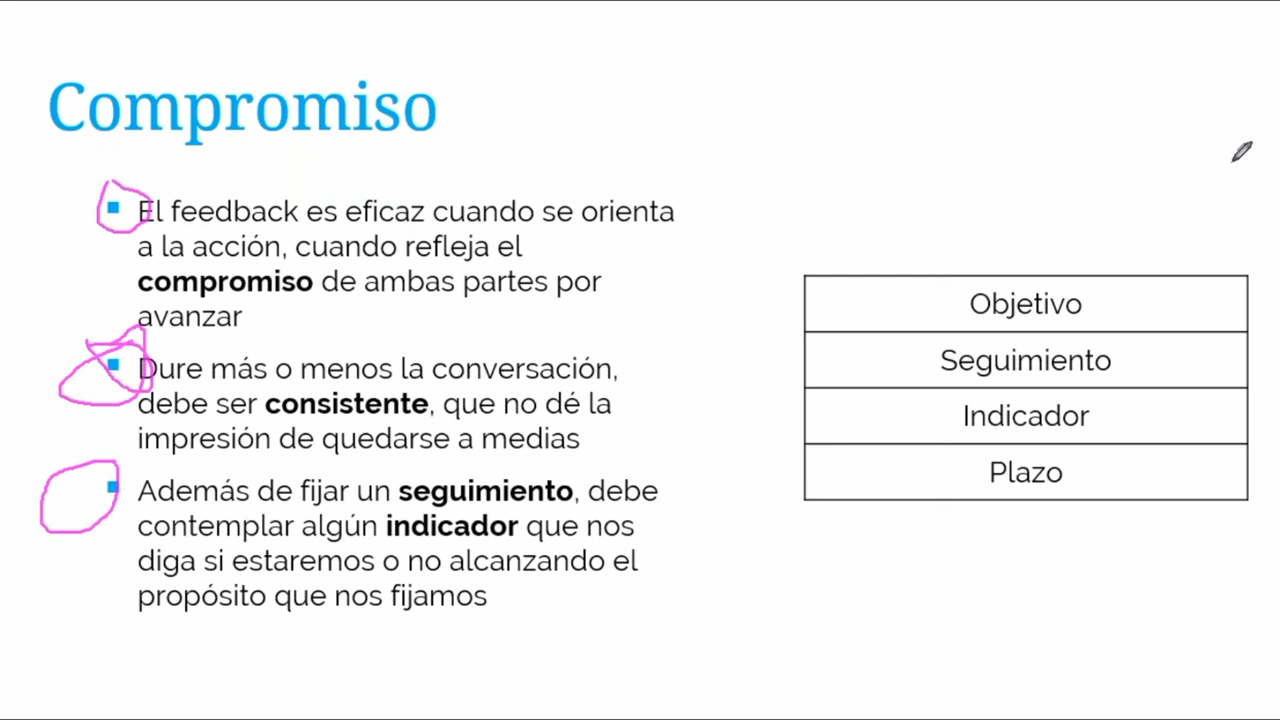 Compromiso
El feedback es eficaz cuando se orienta
a la acción, cuando refleja el
compromiso de ambas partes por
avanzar
Dure más o menos la conversación,
debe ser consistente, que no dé la
impresión de quedarse a medias
Además de fijar un seguimiento, debe
contemplar algún indicador que nos
diga si estaremos o no alcanzando el
propósito que nos fijamos
Objetivo
Seguimiento
Indicador
Plazo